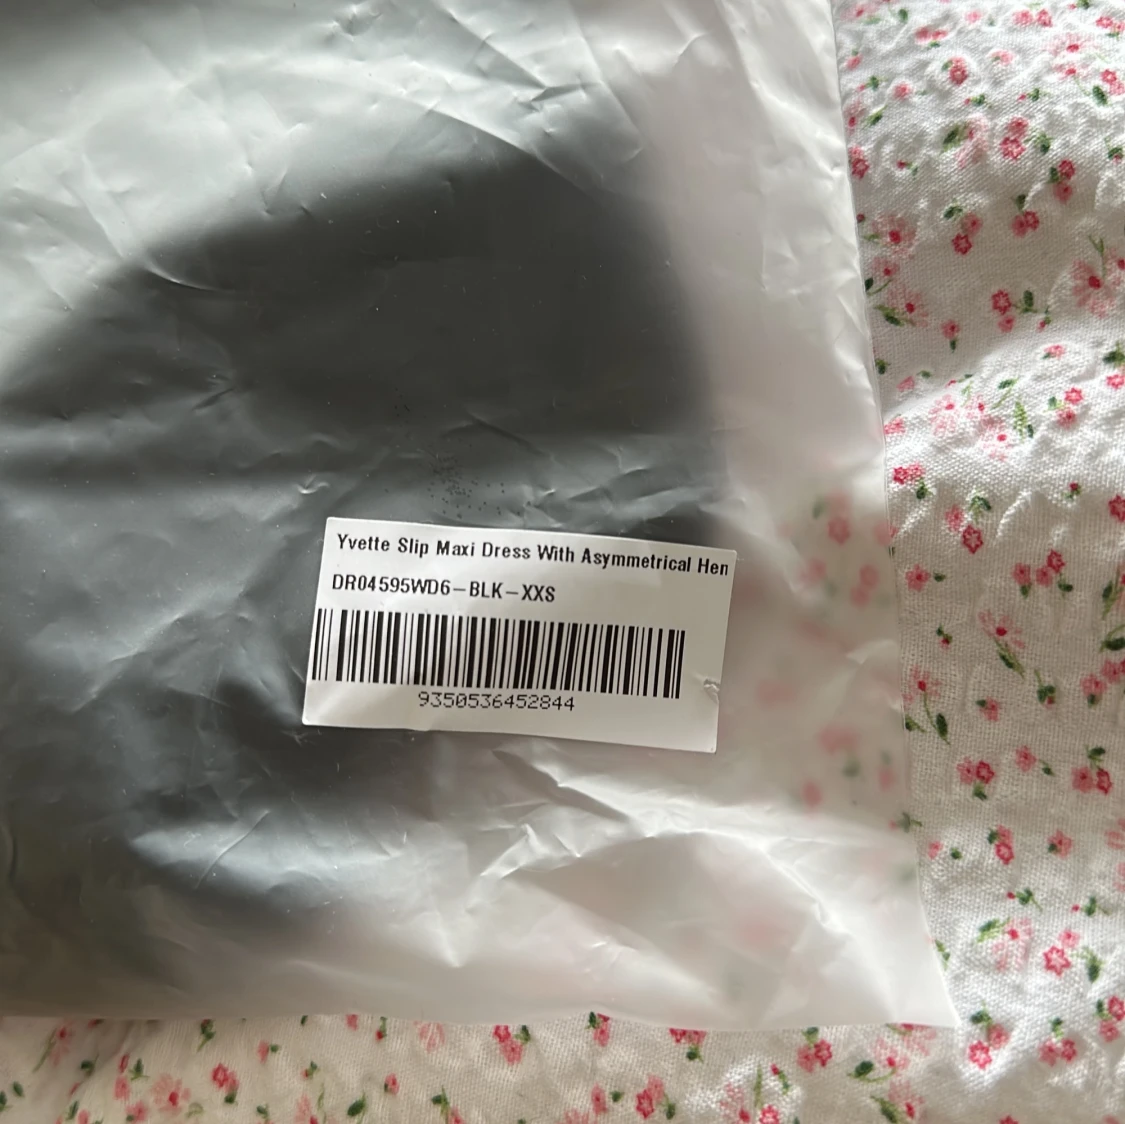 Yvette Slip Maxi Dress With Asymmetrical Hen
DR04595WD6-BLK-XXS
9350536452844